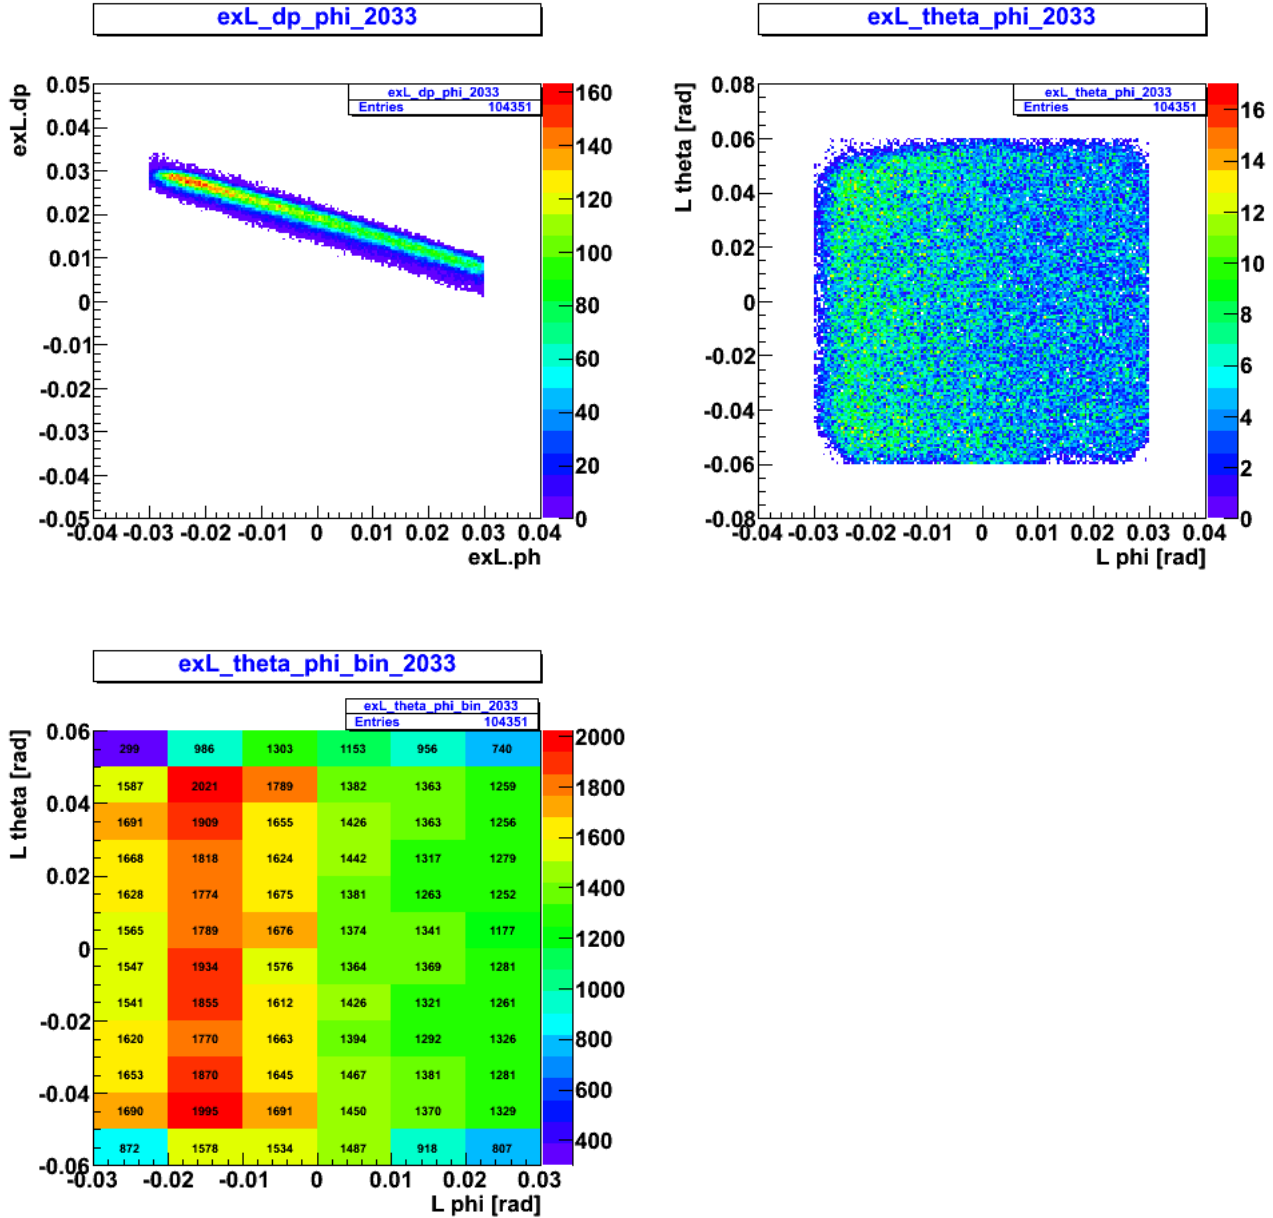 exL_dp_phi_2033
exL_dp_phi_2033
Entries 104351
exL.dp
0.05
0.04
0.03
0.02
0.01
0
-0.01
-0.02
-0.03
-0.04
-0.05
-0.04 -0.03 -0.02 -0.01 0 0.01 0.02 0.03 0.04
exL.ph
160
140
120
100
80
60
40
20
0
exL_theta_phi_2033
exL_theta_phi_2033
Entries 104351
L theta [rad]
0.08
0.06
0.04
0.02
0
-0.02
-0.04
-0.06
-0.08
-0.04 -0.03 -0.02 -0.01 0 0.01 0.02 0.03 0.04
L phi [rad]
16
14
12
10
8
6
4
2
0
exL_theta_phi_bin_2033
exL_theta_phi_bin_2033
Entries 104351
L theta [rad]
0.06
0.04
0.02
0
-0.02
-0.04
-0.06
299 986 1303 1153 956 740
1587 2021 1789 1382 1363 1259
1691 1909 1655 1426 1363 1256
1668 1818 1624 1442 1317 1279
1628 1774 1675 1381 1263 1252
1565 1789 1676 1374 1341 1177
1547 1934 1576 1364 1369 1281
1541 1855 1612 1426 1321 1261
1620 1770 1663 1394 1292 1326
1653 1870 1645 1467 1381 1281
1690 1995 1691 1450 1370 1329
872 1578 1534 1487 918 807
-0.03 -0.02 -0.01 0 0.01 0.02 0.03
L phi [rad]
2000
1800
1600
1400
1200
1000
800
600
400